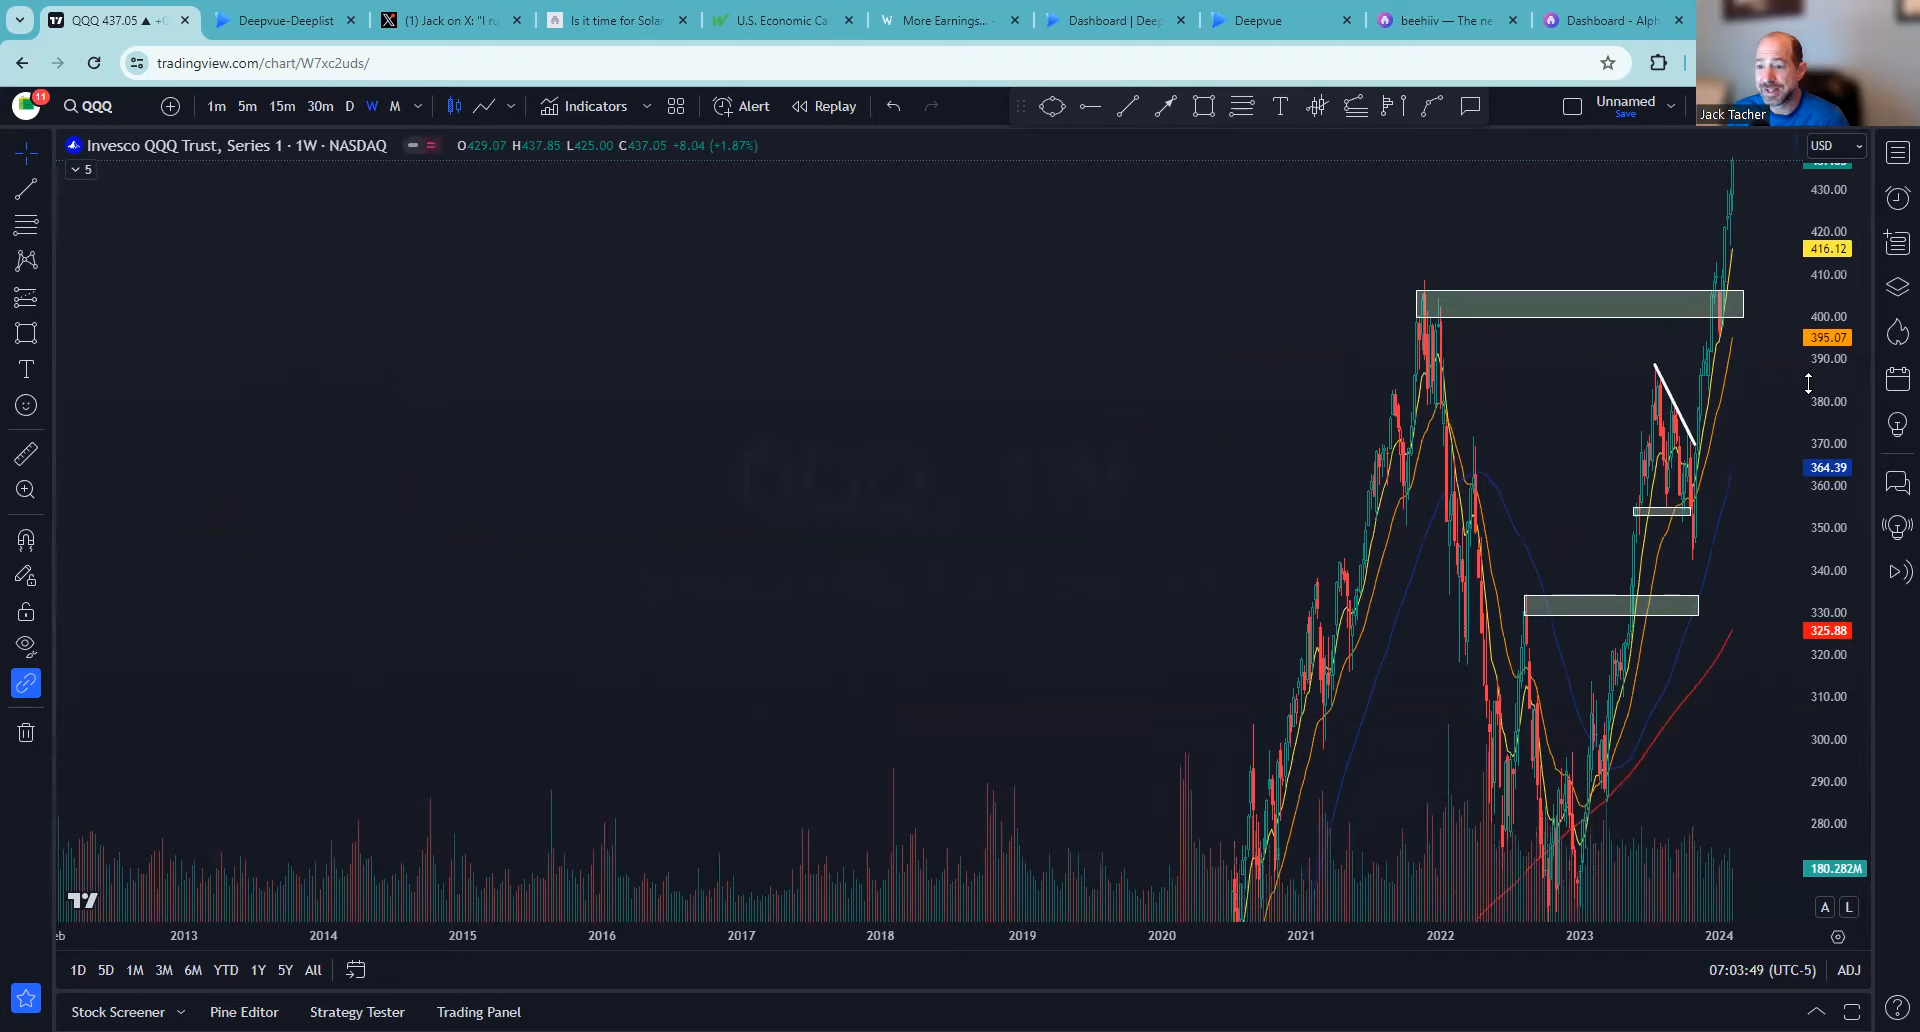 QQQ 437.05 ▲ +
Deepvue-Deeplist
(1) Jack on X: "I ru
Is it time for Solar
U.S. Economic Ca
More Earnings... -
Dashboard | Deep
Deepvue
beehiiv — The ne
Dashboard - Alph
tradingview.com/chart/W7xc2uds/
11
QQQ
1m 5m 15m 30m D W M
Indicators
Alert
Replay
Unnamed
Save
Jack Tacher
Invesco QQQ Trust, Series 1 · 1W · NASDAQ
O429.07 H437.85 L425.00 C437.05 +8.04 (+1.87%)
USD
5
430.00
420.00
416.12
410.00
400.00
395.07
390.00
380.00
370.00
364.39
360.00
350.00
340.00
330.00
325.88
320.00
310.00
300.00
290.00
280.00
180.282M
A L
eb 2013 2014 2015 2016 2017 2018 2019 2020 2021 2022 2023 2024
1D 5D 1M 3M 6M YTD 1Y 5Y All
07:03:49 (UTC-5) ADJ
Stock Screener Pine Editor Strategy Tester Trading Panel